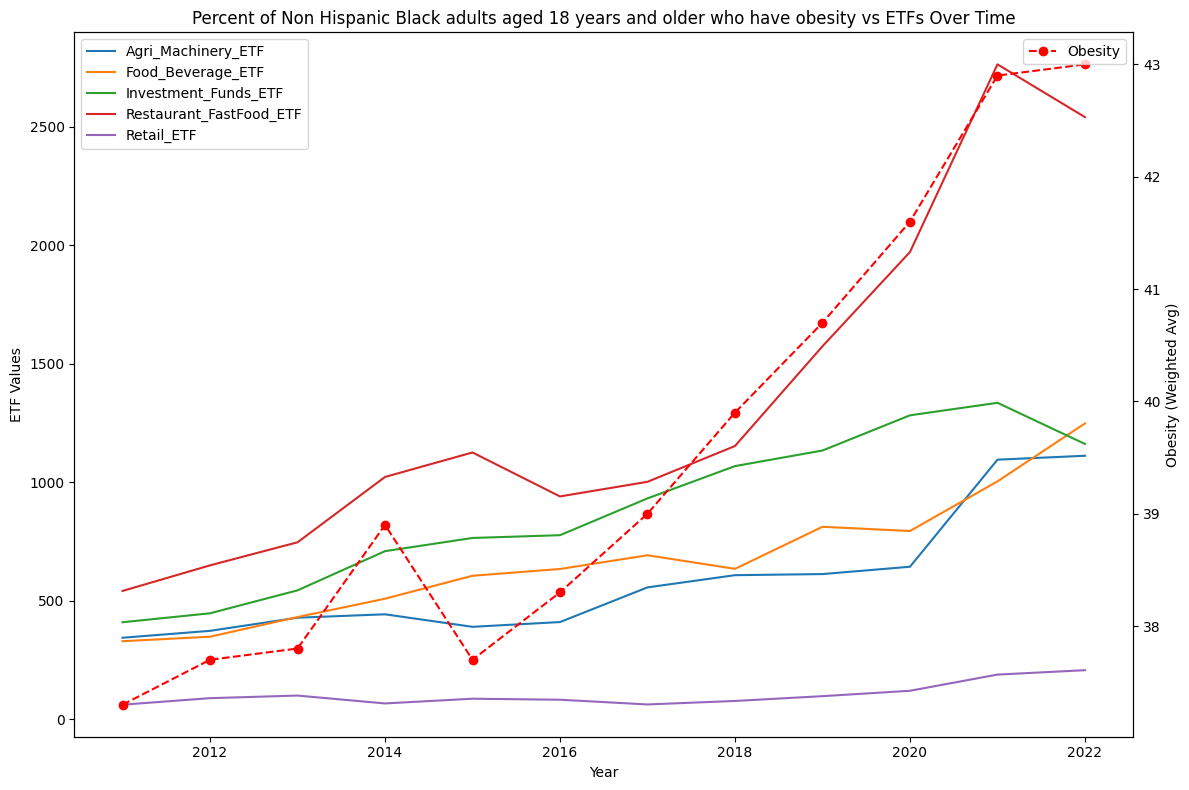 Percent of Non Hispanic Black adults aged 18 years and older who have obesity vs ETFs Over Time
Agri_Machinery_ETF
Food_Beverage_ETF
Investment_Funds_ETF
Restaurant_FastFood_ETF
Retail_ETF
Obesity
ETF Values
2500
2000
1500
1000
500
0
43
42
41
40
39
38
Obesity (Weighted Avg)
2012
2014
2016
2018
2020
2022
Year